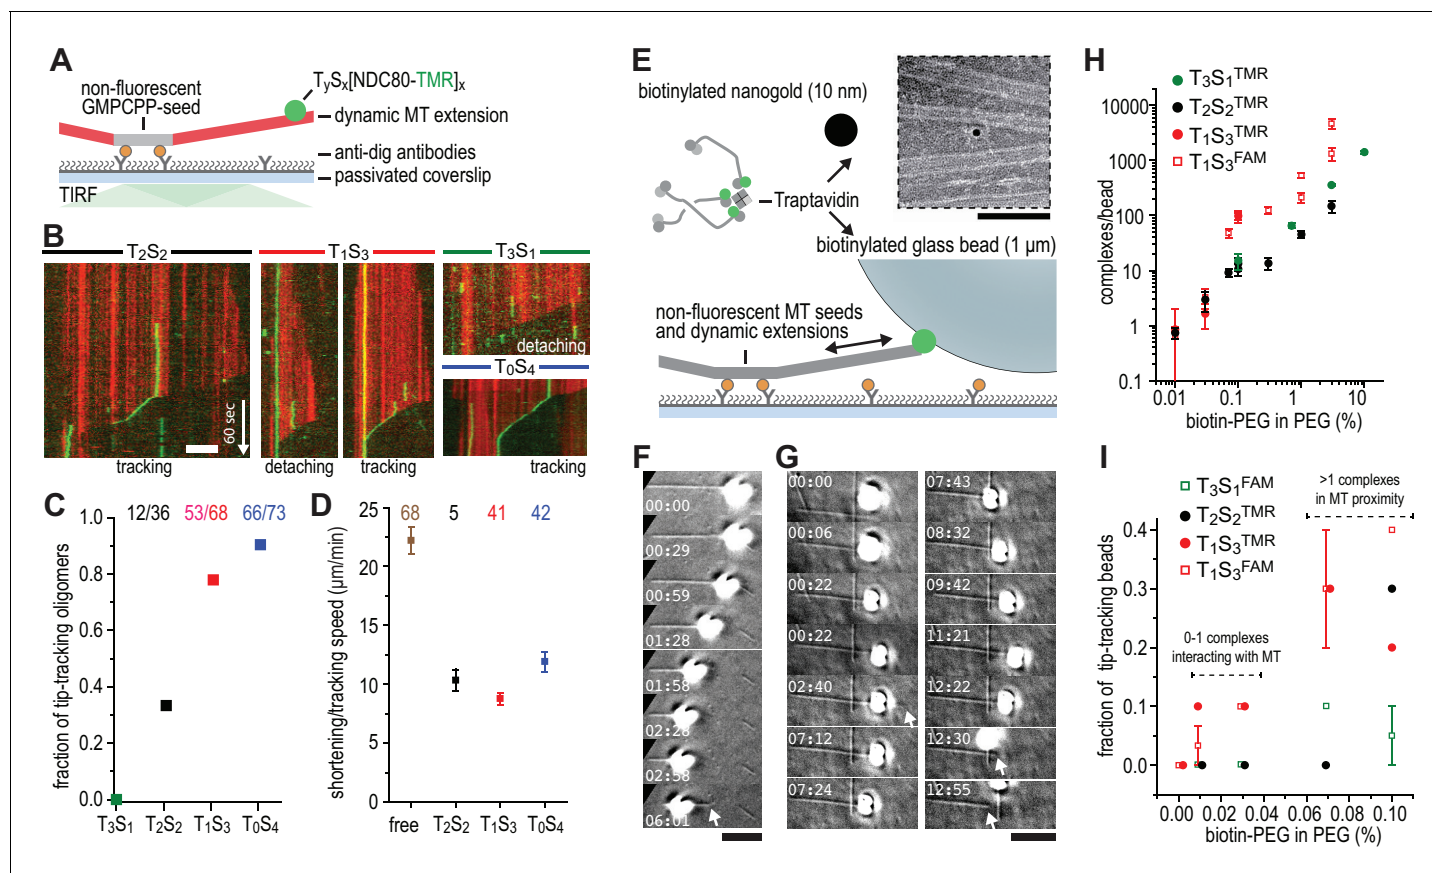 A
non-fluorescent
GMPCPP-seed
TySx[NDC80-TMR]x
dynamic MT extension
anti-dig antibodies
passivated coverslip
TIRF
B
T2S2
T1S3
T3S1
detaching
T0S4
60 sec
tracking
detaching
tracking
tracking
C
12/36
53/68
66/73
fraction of tip-tracking oligomers
1.0
0.8
0.6
0.4
0.2
0.0
T3S1
T2S2
T1S3
T0S4
D
68
5
41
42
shortening/tracking speed (µm/min)
25
20
15
10
5
0
free
T2S2
T1S3
T0S4
E
biotinylated nanogold (10 nm)
Traptavidin
biotinylated glass bead (1 µm)
non-fluorescent MT seeds
and dynamic extensions
F
00:00
00:29
00:59
01:28
01:58
02:28
02:58
06:01
G
00:00
00:06
00:22
00:22
02:40
07:12
07:24
07:43
08:32
09:42
11:21
12:22
12:30
12:55
H
T3S1TMR
T2S2TMR
T1S3TMR
T1S3FAM
complexes/bead
10000
1000
100
10
1
0.1
0.01
0.1
1
10
biotin-PEG in PEG (%)
I
T3S1FAM
T2S2TMR
T1S3TMR
T1S3FAM
>1 complexes
in MT proximity
0-1 complexes
interacting with MT
fraction of tip-tracking beads
0.4
0.3
0.2
0.1
0.0
0.00
0.02
0.04
0.06
0.08
0.10
biotin-PEG in PEG (%)